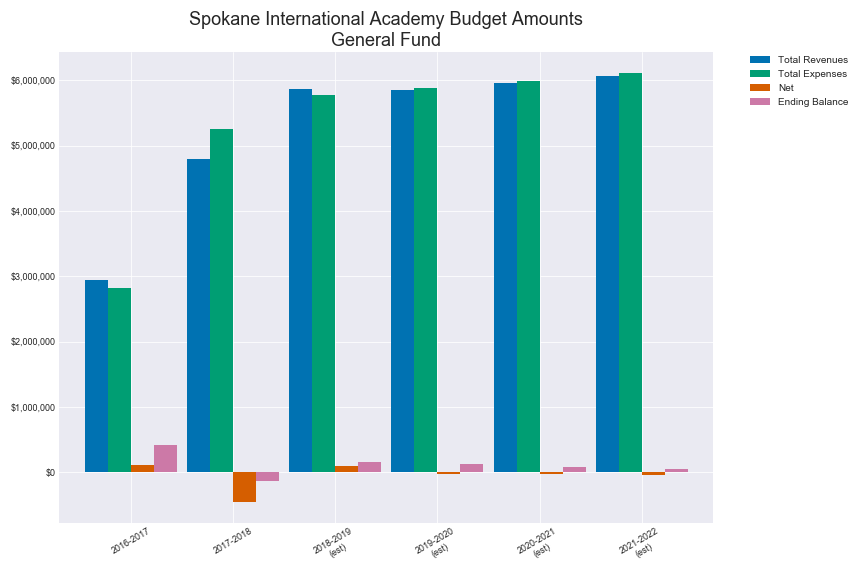 Spokane International Academy Budget Amounts
General Fund
Total Revenues
Total Expenses
Net
Ending Balance
$6,000,000
$5,000,000
$4,000,000
$3,000,000
$2,000,000
$1,000,000
$0
2016-2017
2017-2018
2018-2019
(est)
2019-2020
(est)
2020-2021
(est)
2021-2022
(est)